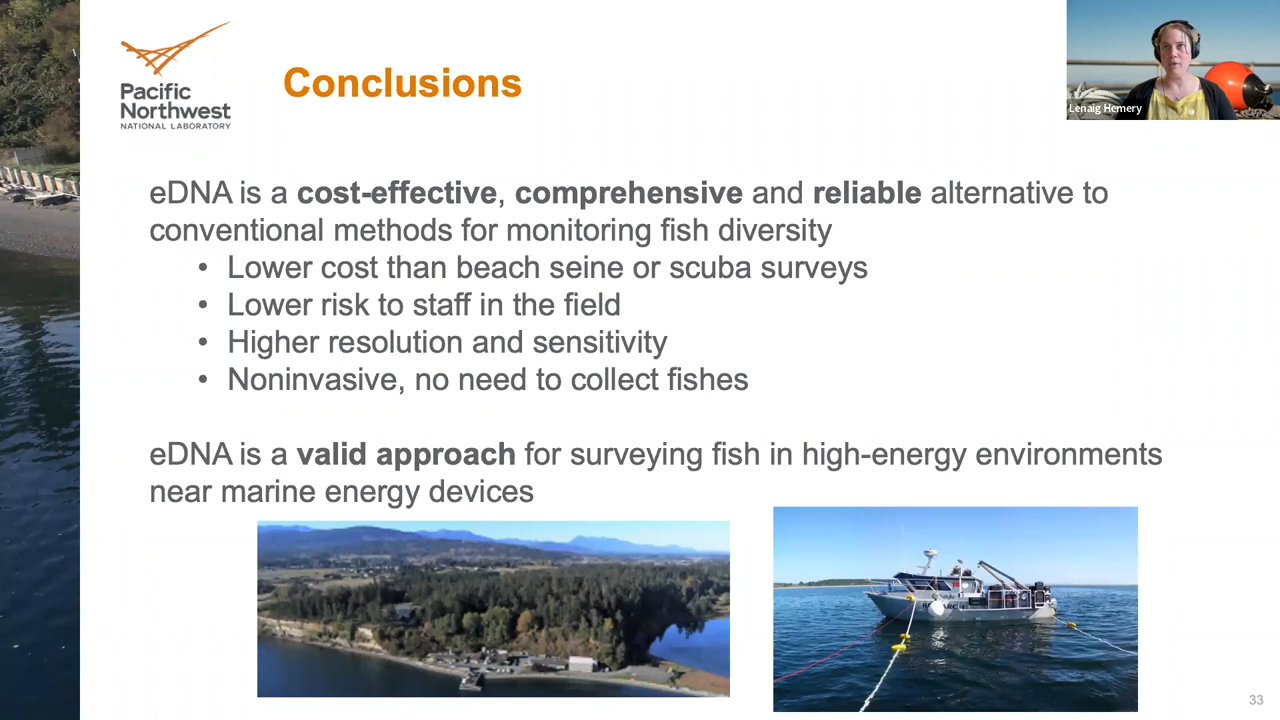 Pacific
Northwest
NATIONAL LABORATORY
Conclusions
Lenaig Hemery
eDNA is a cost-effective, comprehensive and reliable alternative to
conventional methods for monitoring fish diversity
• Lower cost than beach seine or scuba surveys
• Lower risk to staff in the field
• Higher resolution and sensitivity
• Noninvasive, no need to collect fishes
eDNA is a valid approach for surveying fish in high-energy environments
near marine energy devices
33